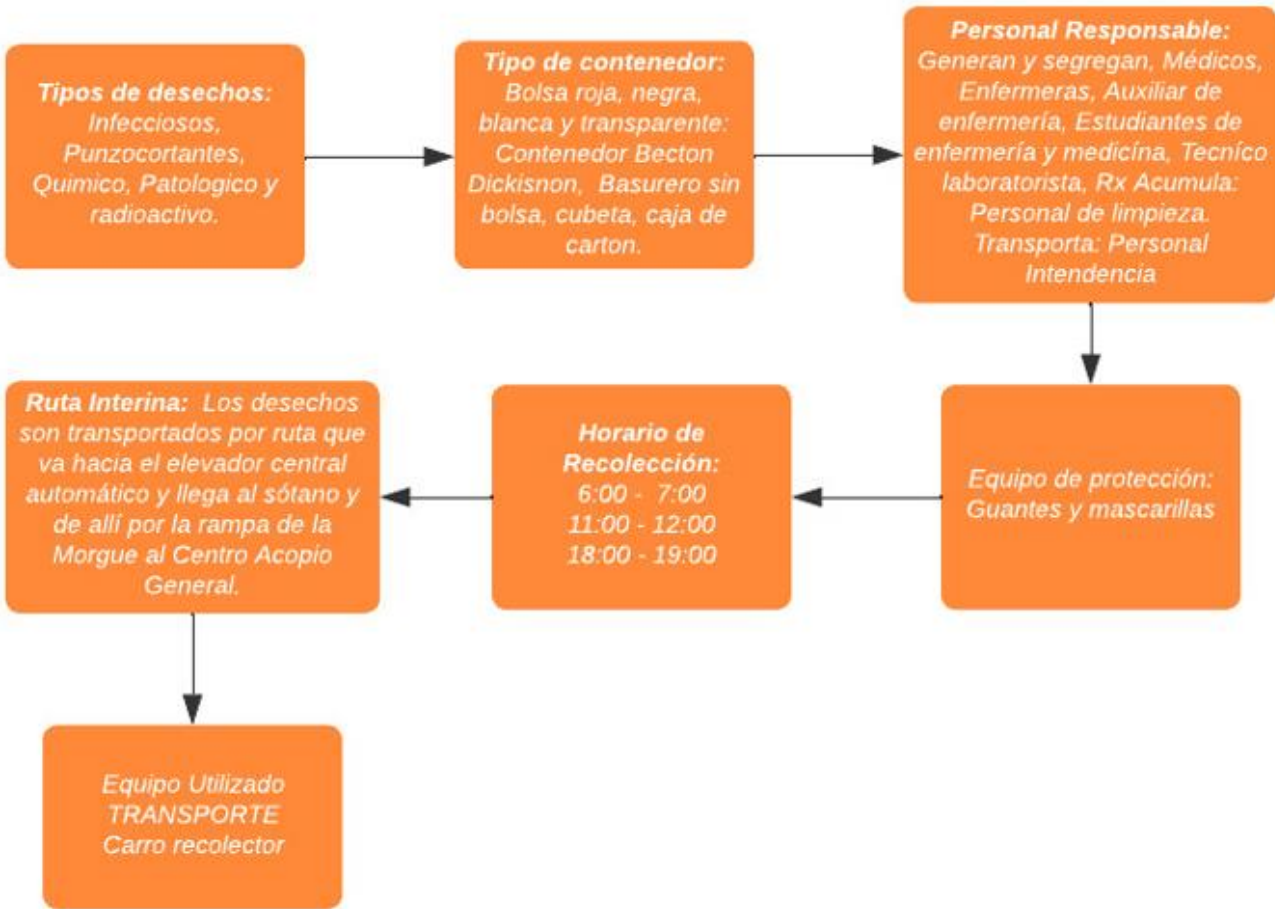 Tipos de desechos:
Infecciosos,
Punzocortantes,
Quimico, Patologico y
radioactivo.
Tipo de contenedor:
Bolsa roja, negra,
blanca y transparente:
Contenedor Becton
Dickisnon, Basurero sin
bolsa, cubeta, caja de
carton.
Personal Responsable:
Generan y segregan, Médicos,
Enfermeras, Auxiliar de
enfermería, Estudiantes de
enfermería y medicína, Tecníco
laboratorista, Rx Acumula:
Personal de limpieza.
Transporta: Personal
Intendencia
Equipo de protección:
Guantes y mascarillas
Horario de
Recolección:
6:00 - 7:00
11:00 - 12:00
18:00 - 19:00
Ruta Interina: Los desechos
son transportados por ruta que
va hacia el elevador central
automático y llega al sótano y
de allí por la rampa de la
Morgue al Centro Acopio
General.
Equipo Utilizado
TRANSPORTE
Carro recolector